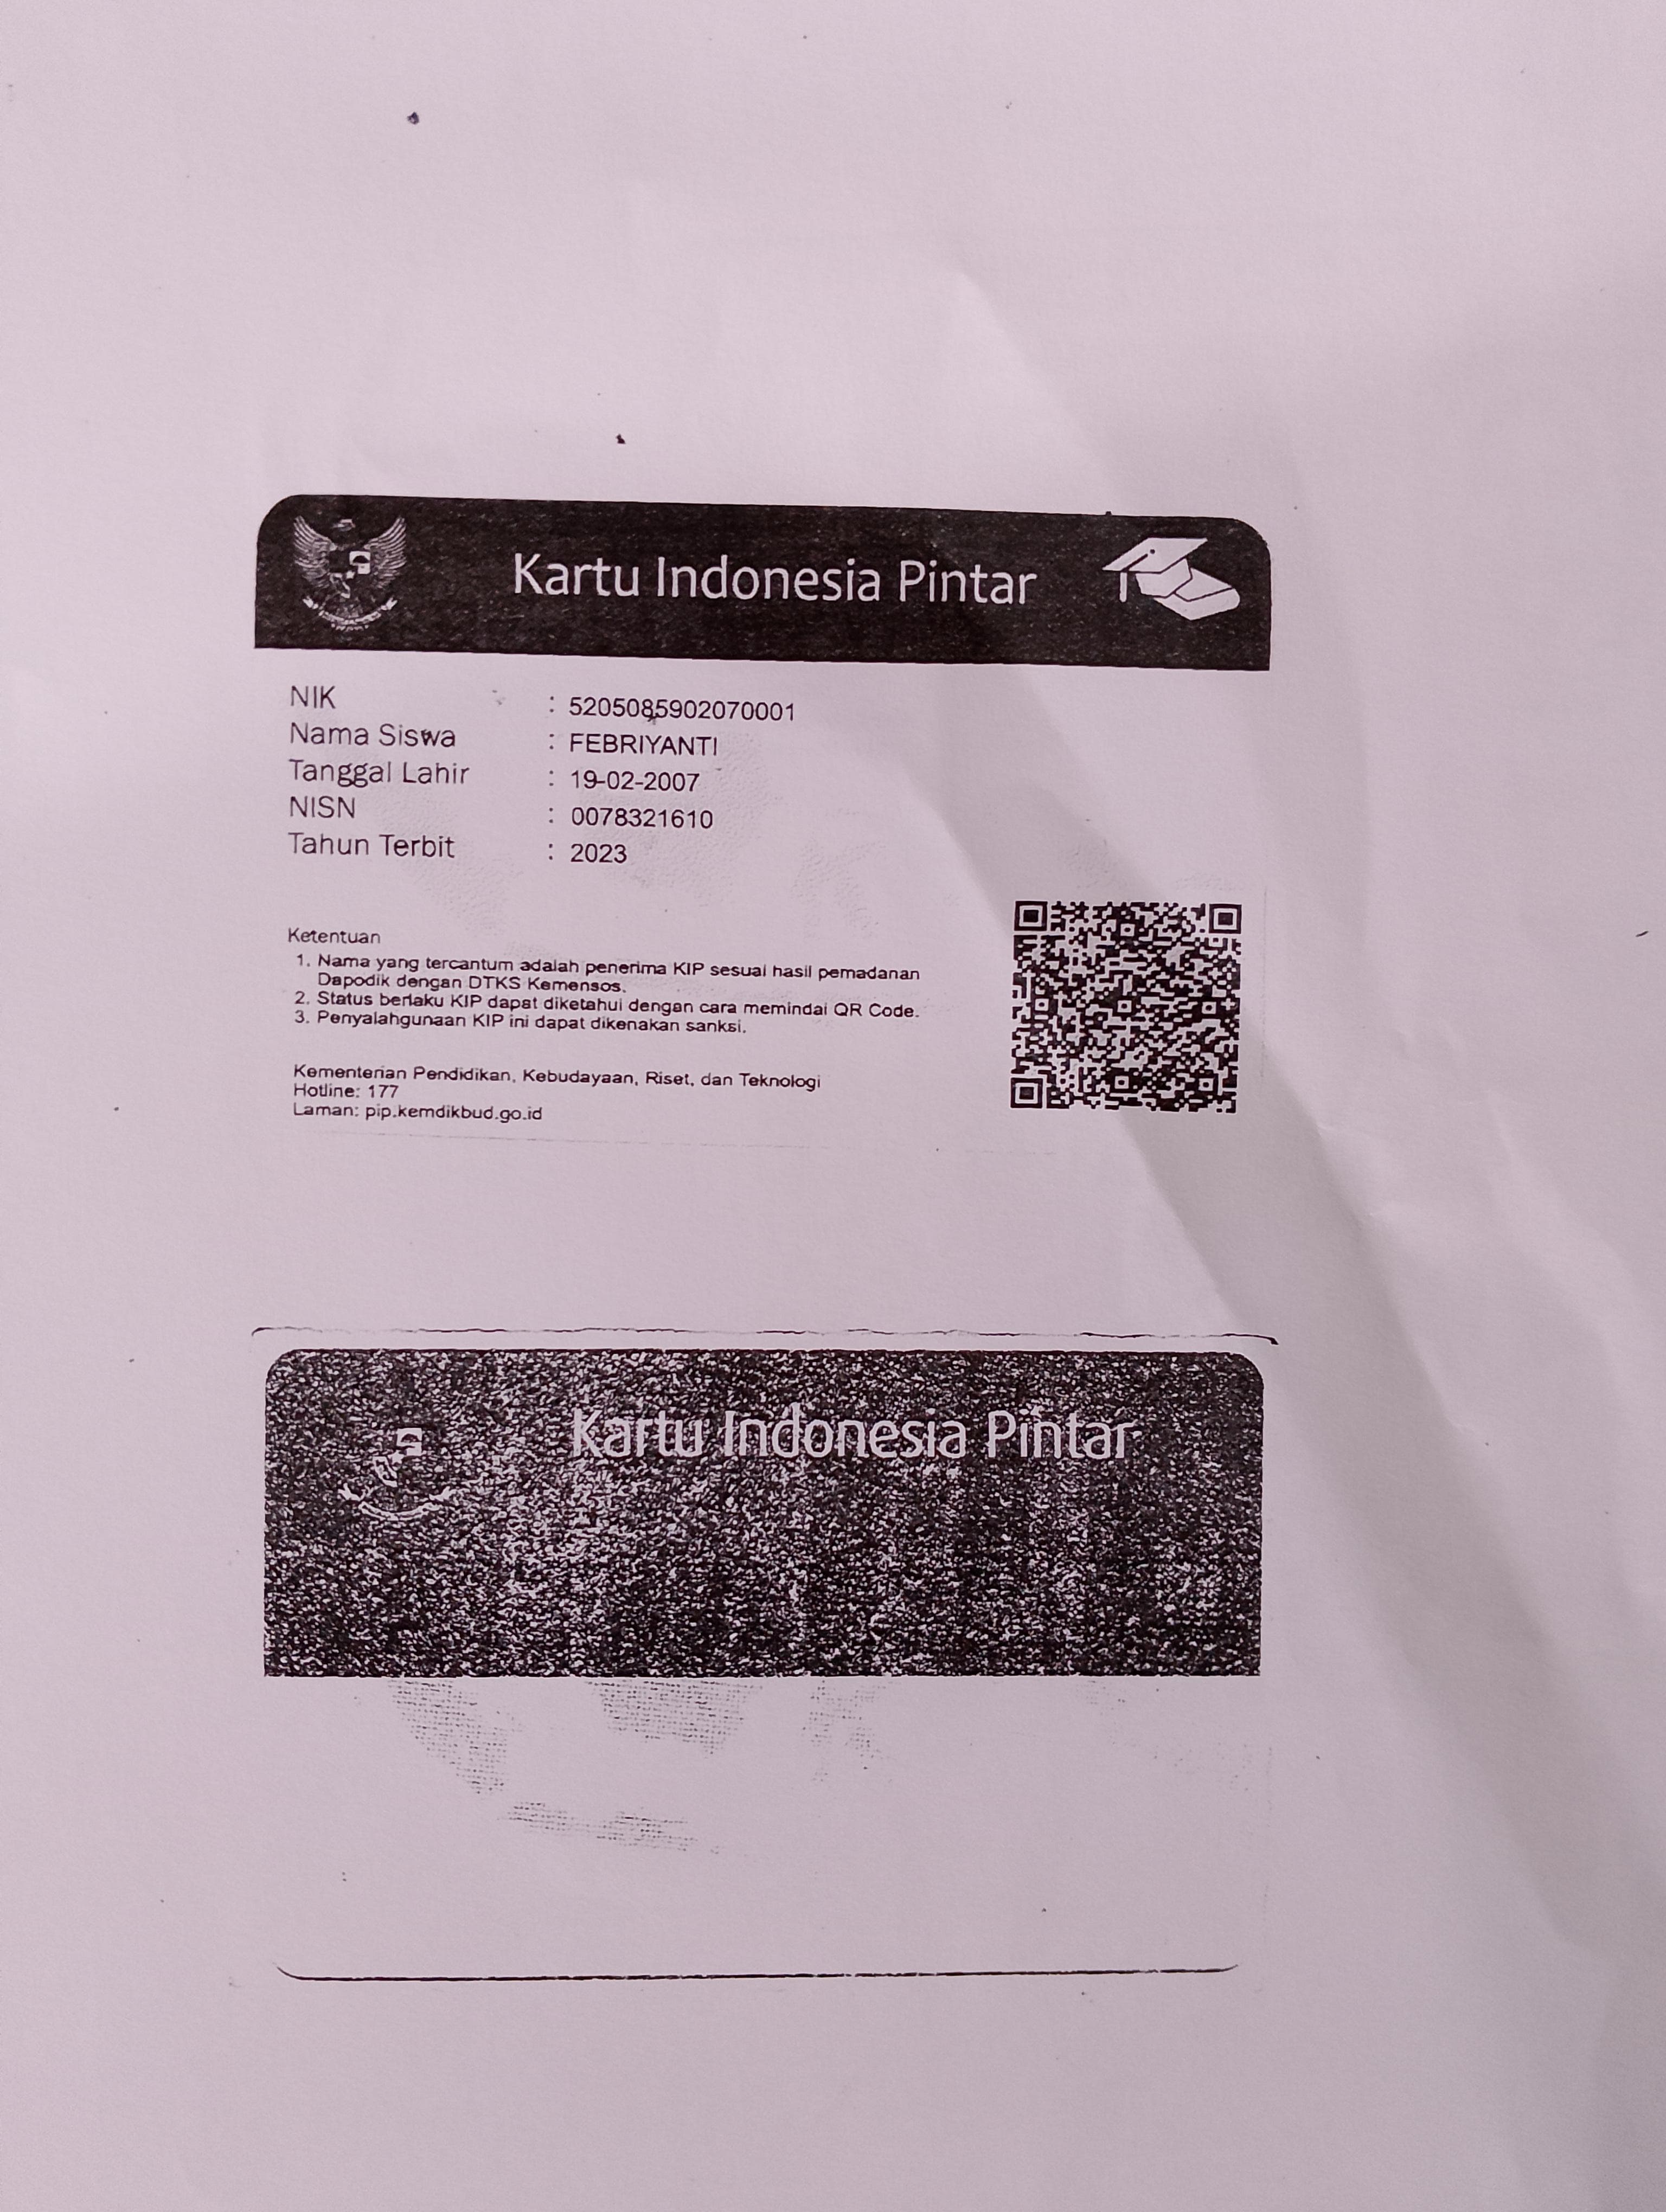 Kartu Indonesia Pintar
NIK : 5205085902070001
Nama Siswa : FEBRIYANTI
Tanggal Lahir : 19-02-2007
NISN : 0078321610
Tahun Terbit : 2023
Ketentuan
1. Nama yang tercantum adalah penerima KIP sesuai hasil pemadanan
Dapodik dengan DTKS Kemensos.
2. Status berlaku KIP dapat diketahui dengan cara memindai QR Code.
3. Penyalahgunaan KIP ini dapat dikenakan sanksi.
Kementerian Pendidikan, Kebudayaan, Riset, dan Teknologi
Hotline: 177
Laman: pip.kemdikbud.go.id
Kartu Indonesia Pintar